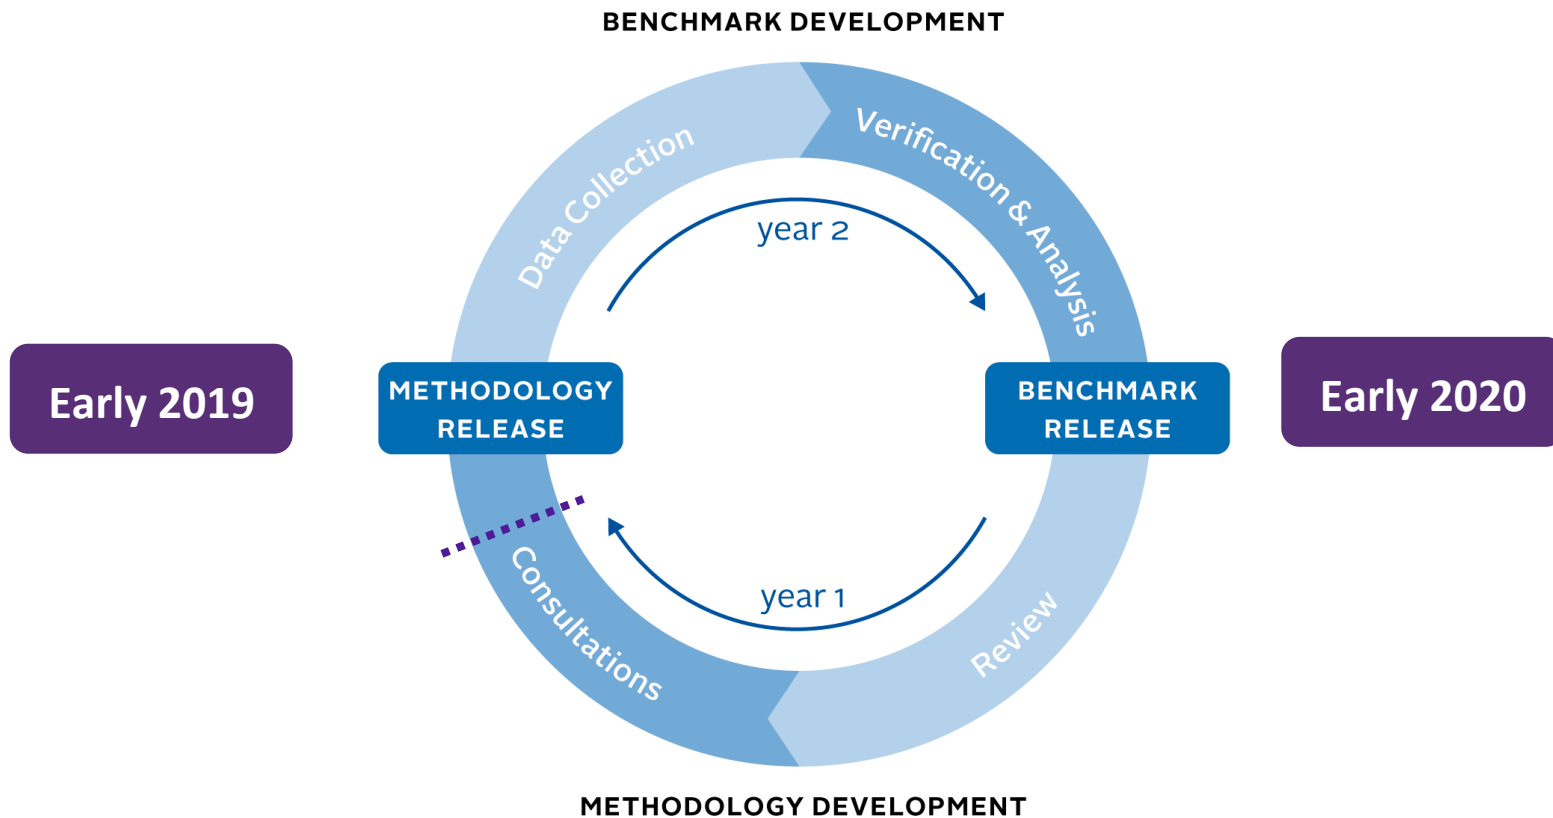 BENCHMARK DEVELOPMENT
Data Collection
Verification & Analysis
year 2
Early 2019
METHODOLOGY
RELEASE
BENCHMARK
RELEASE
Early 2020
Consultations
year 1
Review
METHODOLOGY DEVELOPMENT